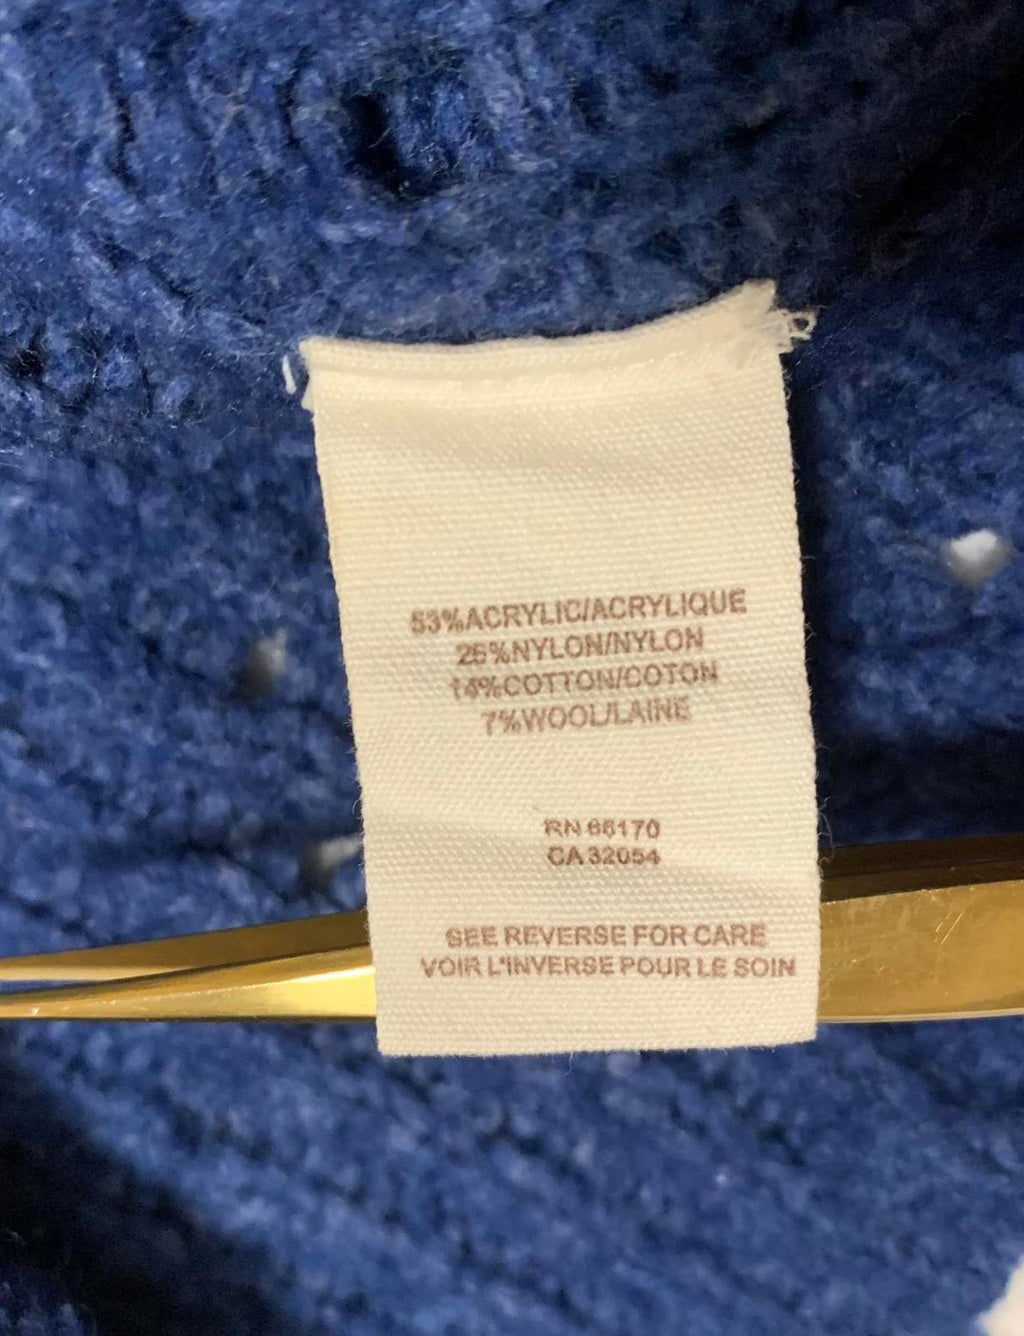 53%ACRYLIC/ACRYLIQUE
26%NYLON/NYLON
14%COTTON/COTON
7%WOOL/LAINE
RN 66170
CA 32054
SEE REVERSE FOR CARE
VOIR L'INVERSE POUR LE SOIN